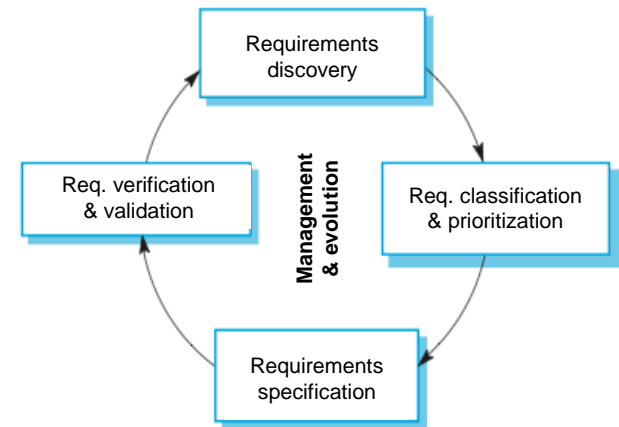 Requirements
discovery
Req. verification
& validation
Management
& evolution
Req. classification
& prioritization
Requirements
specification